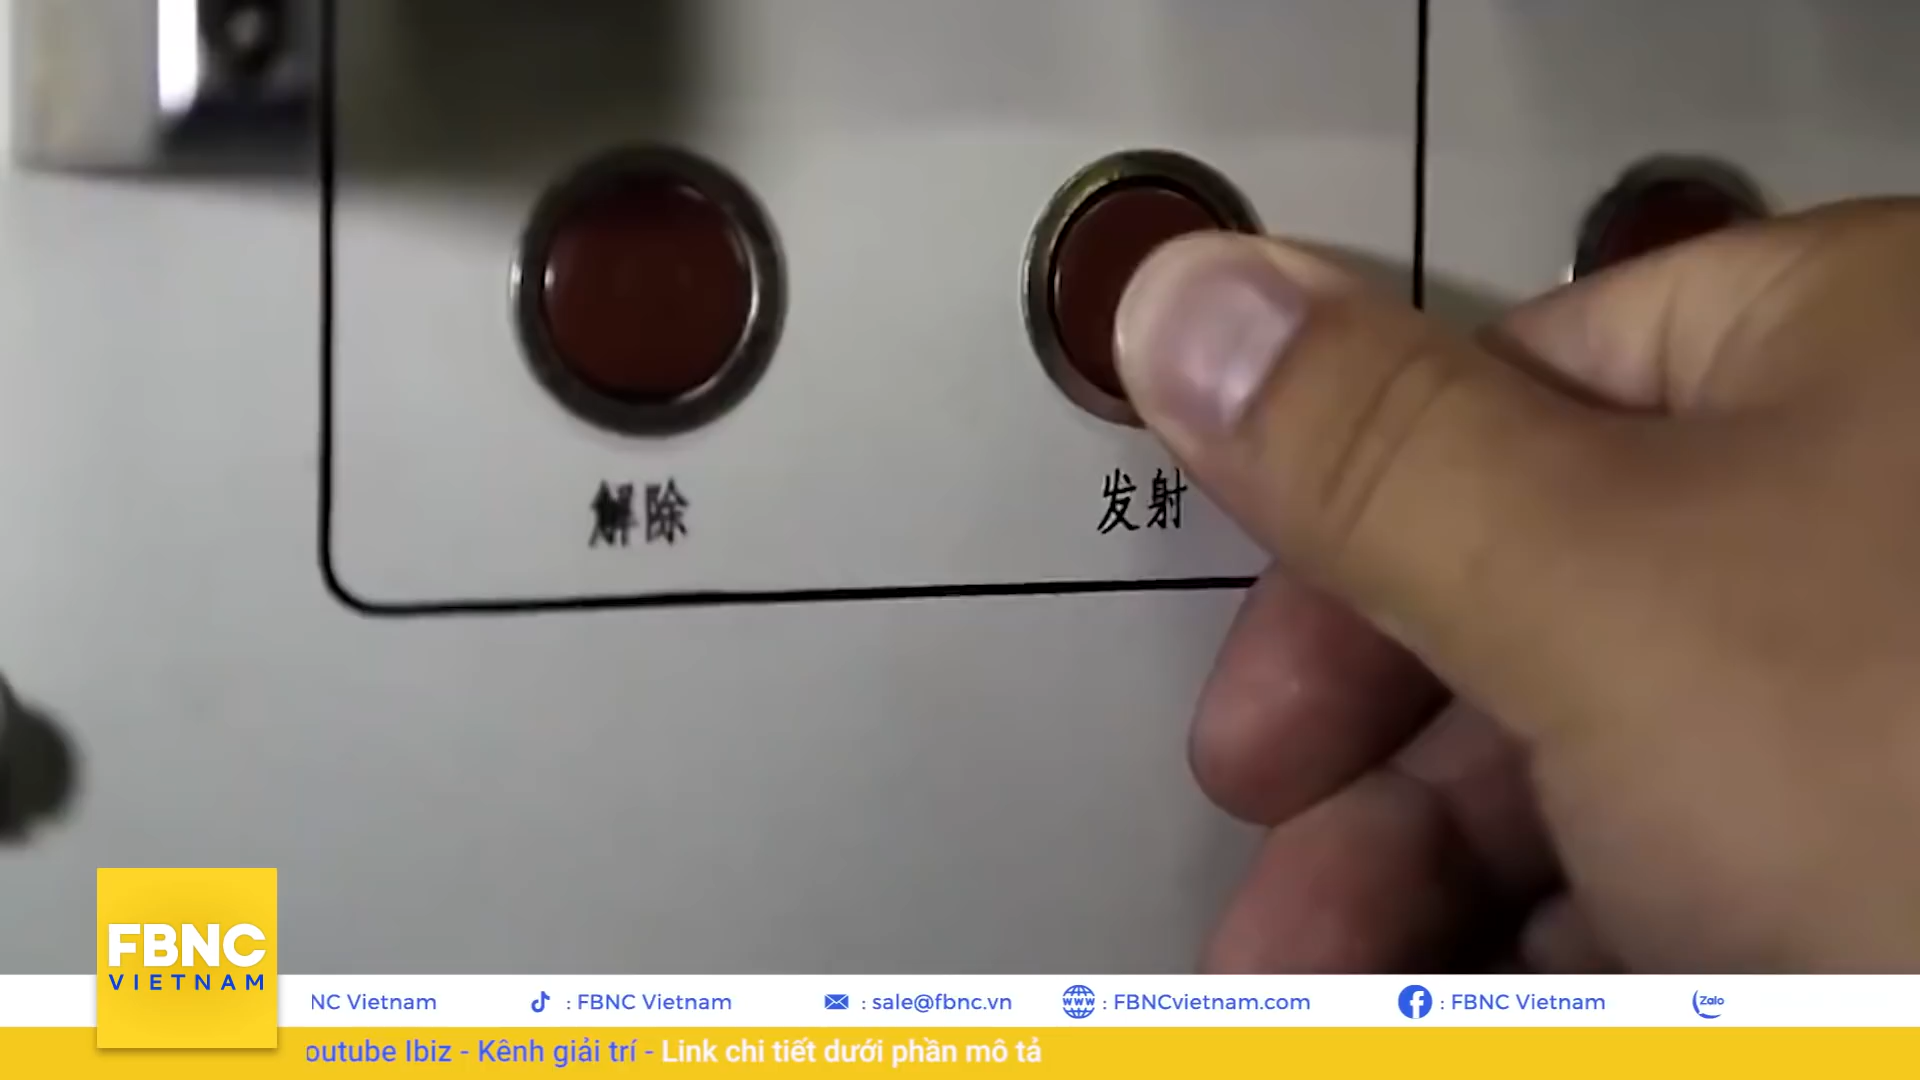 解除
发射
FBNC
VIETNAM
NC Vietnam
: FBNC Vietnam
: sale@fbnc.vn
www : FBNCvietnam.com
: FBNC Vietnam
Zalo
outube Ibiz - Kênh giải trí - Link chi tiết dưới phần mô tả